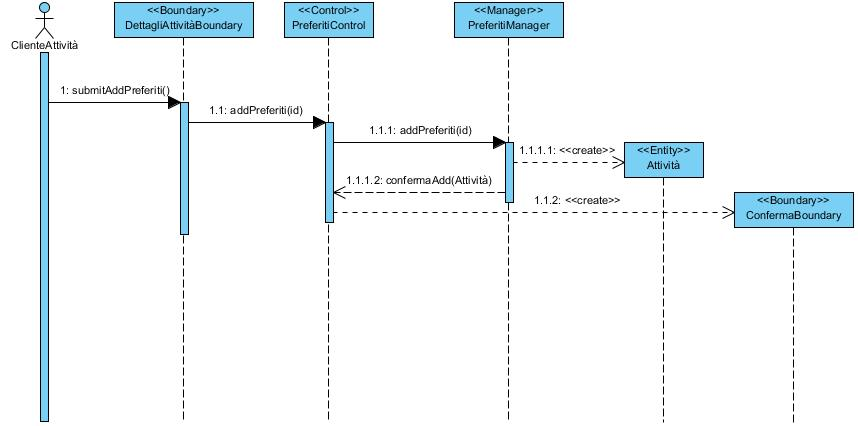 <<Boundary>>
DettagliAttivitàBoundary
<<Control>>
PreferitiControl
<<Manager>>
PreferitiManager
ClienteAttività
1: submitAddPreferiti()
1.1: addPreferiti(id)
1.1.1: addPreferiti(id)
1.1.1.1: <<create>>
<<Entity>>
Attività
1.1.1.2: confermaAdd(Attività)
1.1.2: <<create>>
<<Boundary>>
ConfermaBoundary